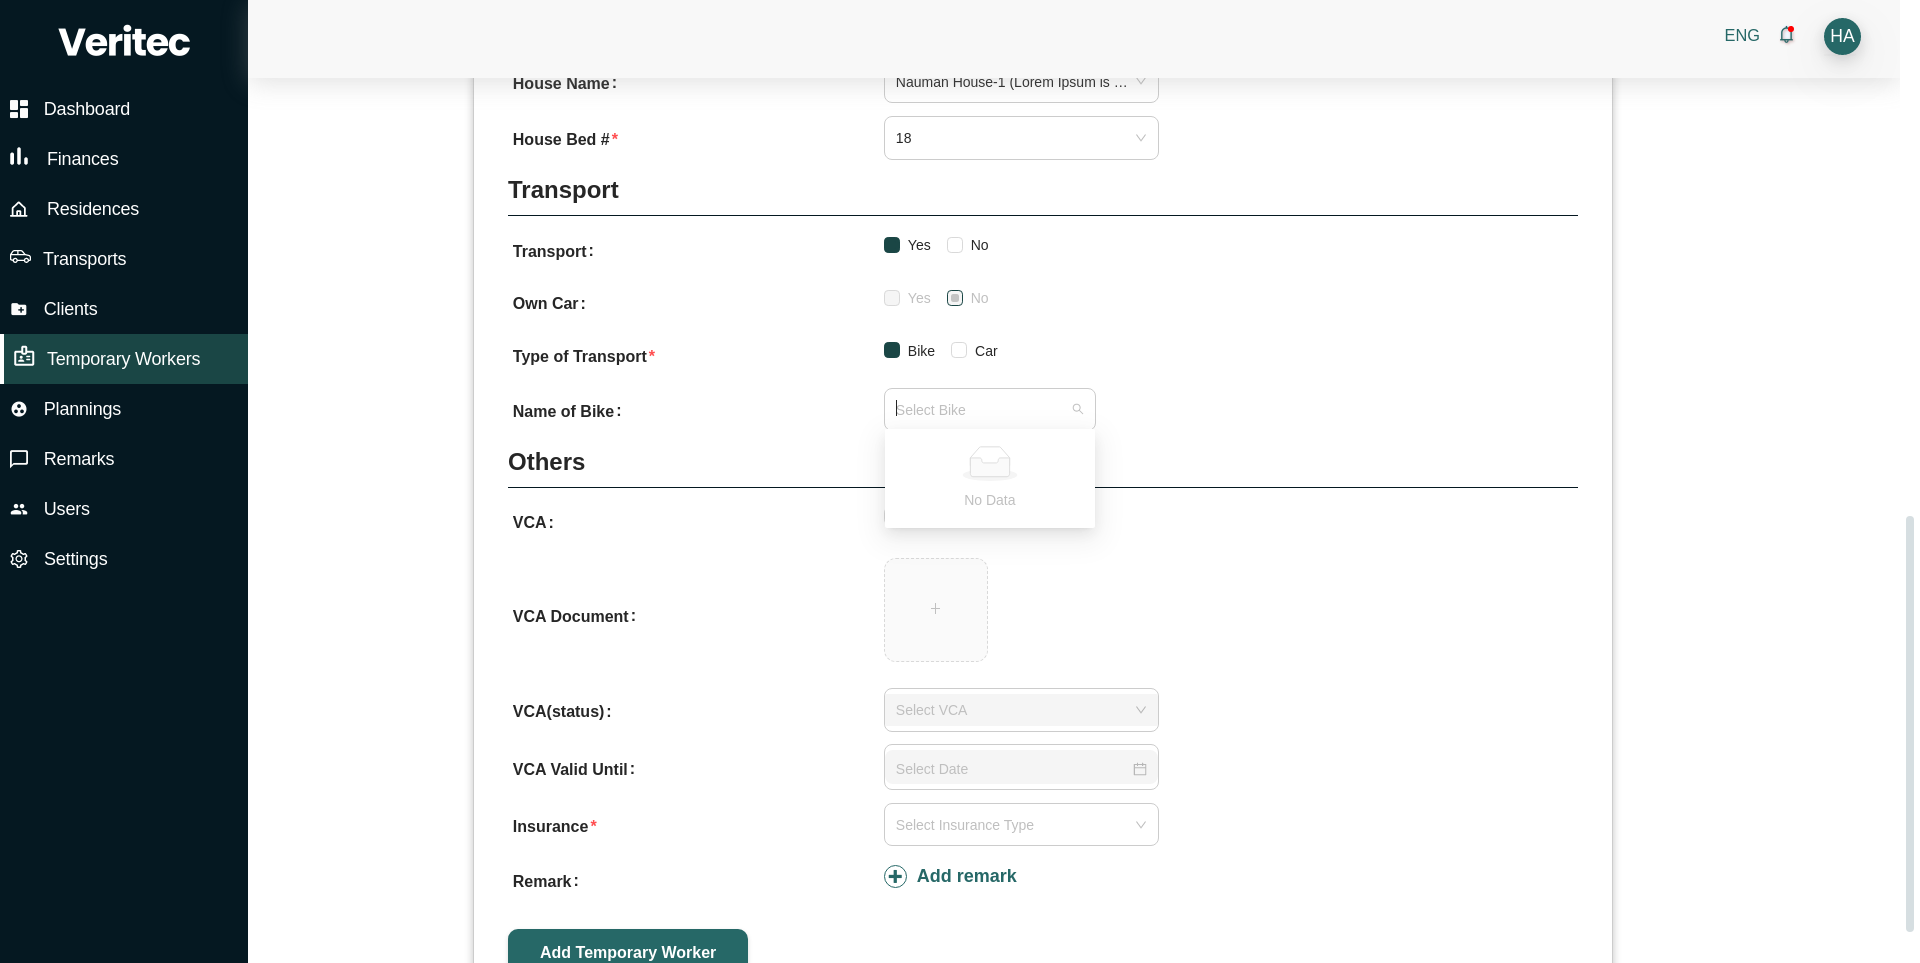 Veritec
ENG
HA
Dashboard
Finances
Residences
Transports
Clients
Temporary Workers
Plannings
Remarks
Users
Settings
House Name:
Nauman House-1 (Lorem Ipsum is ...
House Bed #*
18
Transport
Transport:
Yes No
Own Car:
Yes No
Type of Transport*
Bike Car
Name of Bike:
Select Bike
No Data
Others
VCA:
VCA Document:
+
VCA(status):
Select VCA
VCA Valid Until:
Select Date
Insurance*
Select Insurance Type
Remark:
Add remark
Add Temporary Worker